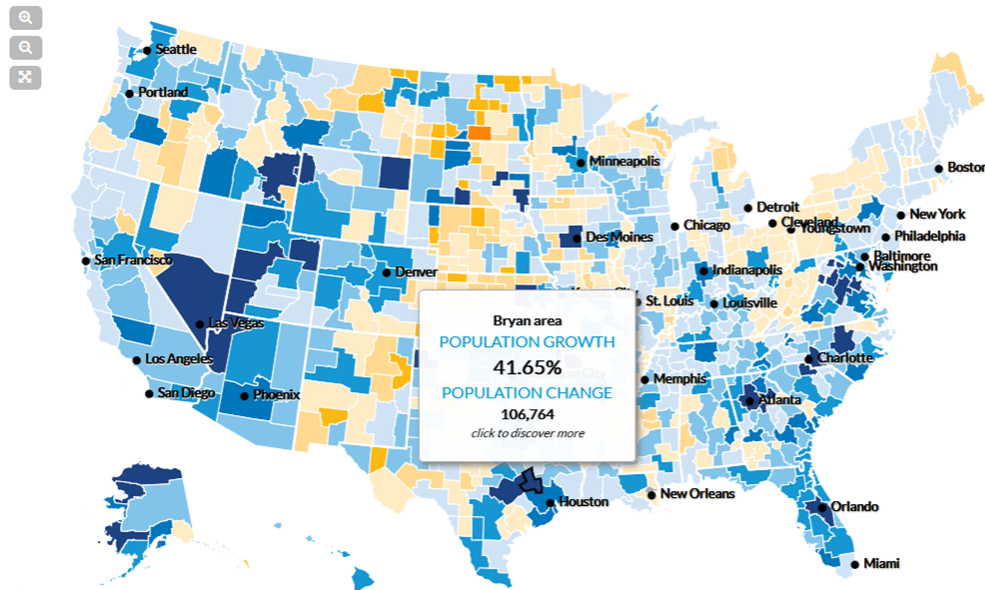 Seattle
Portland
Minneapolis
Boston
Detroit
Cleveland
New York
Chicago
Youngstown
Des Moines
Philadelphia
San Francisco
Baltimore
Washington
Denver
Indianapolis
St. Louis
Louisville
Bryan area
Las Vegas
POPULATION GROWTH
Los Angeles
41.65%
Charlotte
Memphis
San Diego
Phoenix
POPULATION CHANGE
Atlanta
106,764
click to discover more
New Orleans
Houston
Orlando
Miami